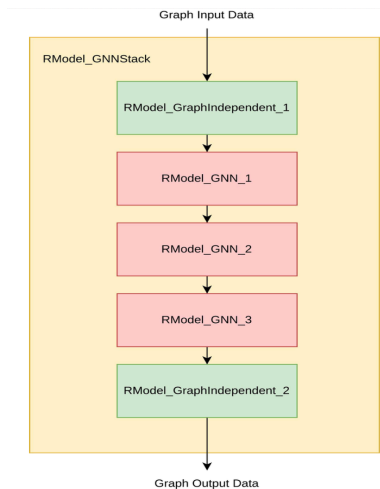 Graph Input Data
RModel_GNNStack
RModel_GraphIndependent_1
RModel_GNN_1
RModel_GNN_2
RModel_GNN_3
RModel_GraphIndependent_2
Graph Output Data